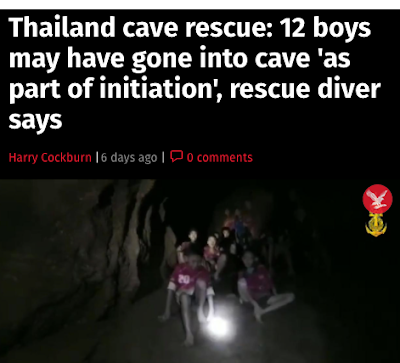 Thailand cave rescue: 12 boys
may have gone into cave 'as
part of initiation', rescue diver
says
Harry Cockburn | 6 days ago | 0 comments